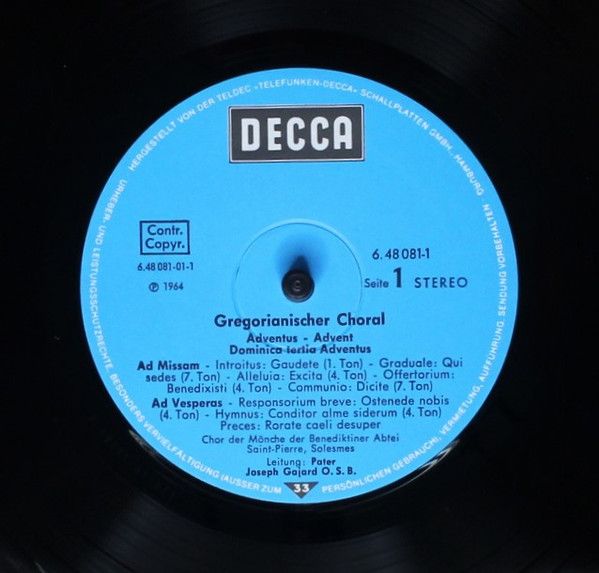 HERGESTELLT VON DER TELDEC »TELEFUNKEN-DECCA« SCHALLPLATTEN GMBH, HAMBURG
URHEBER- UND LEISTUNGSSCHUTZRECHTE, BESONDERS VERVIELFÄLTIGUNG (AUSSER ZUM PERSÖNLICHEN GEBRAUCH), VERMIETUNG, AUFFÜHRUNG, SENDUNG VORBEHALTEN
DECCA
Contr.
Copyr.
6.48 081-01-1
℗ 1964
6.48 081-1
Seite 1 STEREO
Gregorianischer Choral
Adventus - Advent
Dominica tertia Adventus
Ad Missam - Introitus: Gaudete (1. Ton) - Graduale: Qui
sedes (7. Ton) - Alleluia: Excita (4. Ton) - Offertorium:
Benedixisti (4. Ton) - Communio: Dicite (7. Ton)
Ad Vesperas - Responsorium breve: Ostenede nobis
(4. Ton) - Hymnus: Conditor alme siderum (4. Ton)
Preces: Rorate caeli desuper
Chor der Mönche der Benediktiner Abtei
Saint-Pierre, Solesmes
Leitung: Pater
Joseph Gajard O. S. B.
33